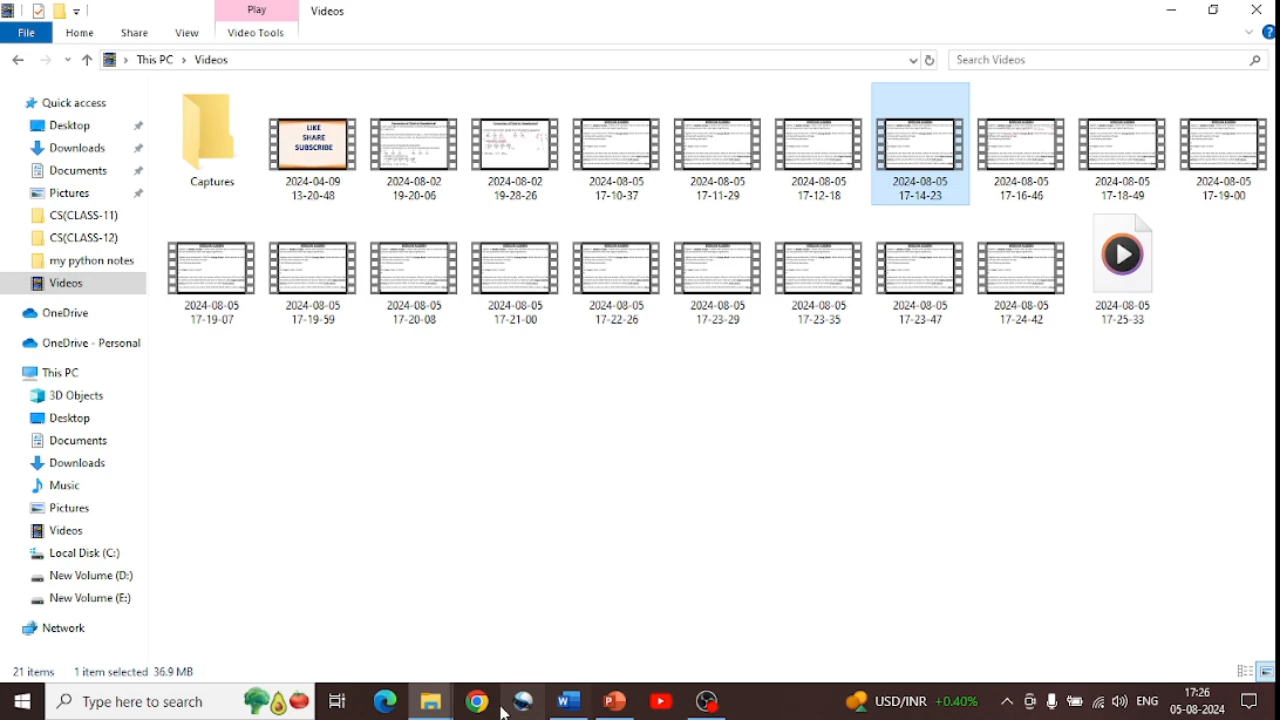 Play
Videos
File
Home
Share
View
Video Tools
This PC
Videos
Search Videos
Quick access
Desktop
Downloads
Documents
Pictures
CS(CLASS-11)
CS(CLASS-12)
my python notes
Videos
OneDrive
OneDrive - Personal
This PC
3D Objects
Desktop
Documents
Downloads
Music
Pictures
Videos
Local Disk (C:)
New Volume (D:)
New Volume (E:)
Network
LIKE
SHARE
SUBSCRIBE
Captures
2024-04-09
13-20-48
2024-08-02
19-20-06
2024-08-02
19-28-26
2024-08-05
17-10-37
2024-08-05
17-11-29
2024-08-05
17-12-18
2024-08-05
17-14-23
2024-08-05
17-16-46
2024-08-05
17-18-49
2024-08-05
17-19-00
2024-08-05
17-19-07
2024-08-05
17-19-59
2024-08-05
17-20-08
2024-08-05
17-21-00
2024-08-05
17-22-26
2024-08-05
17-23-29
2024-08-05
17-23-35
2024-08-05
17-23-47
2024-08-05
17-24-42
2024-08-05
17-25-33
21 items
1 item selected 36.9 MB
Type here to search
USD/INR +0.40%
ENG
17:26
05-08-2024